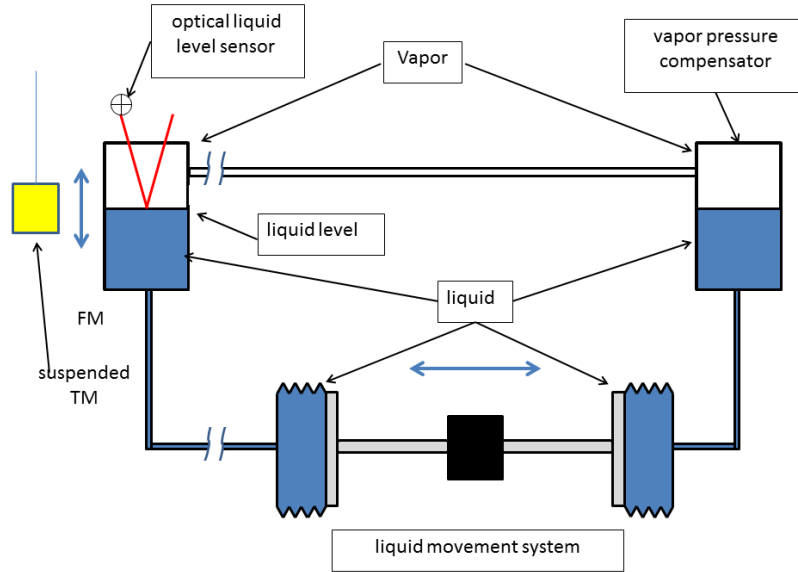 optical liquid
level sensor
Vapor
vapor pressure
compensator
liquid level
liquid
FM
suspended
TM
liquid movement system